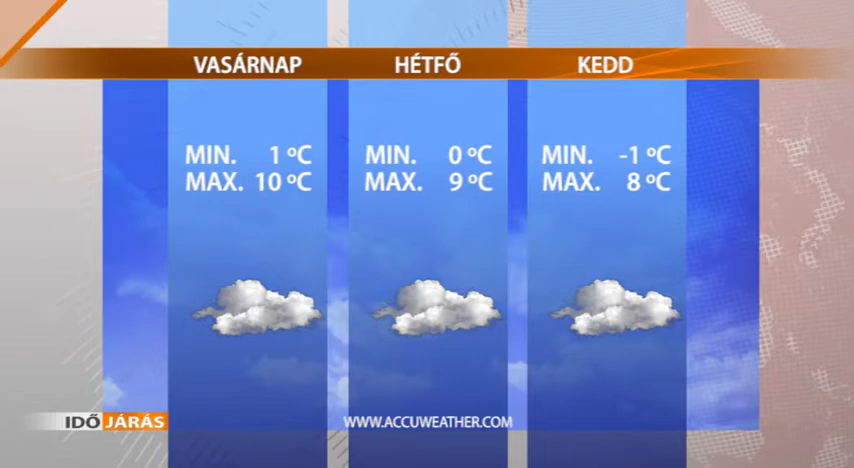 VASÁRNAP HÉTFŐ KEDD
MIN. 1 ºC MIN. 0 ºC MIN. -1 ºC
MAX. 10 ºC MAX. 9 ºC MAX. 8 ºC
IDŐJÁRÁS WWW.ACCUWEATHER.COM